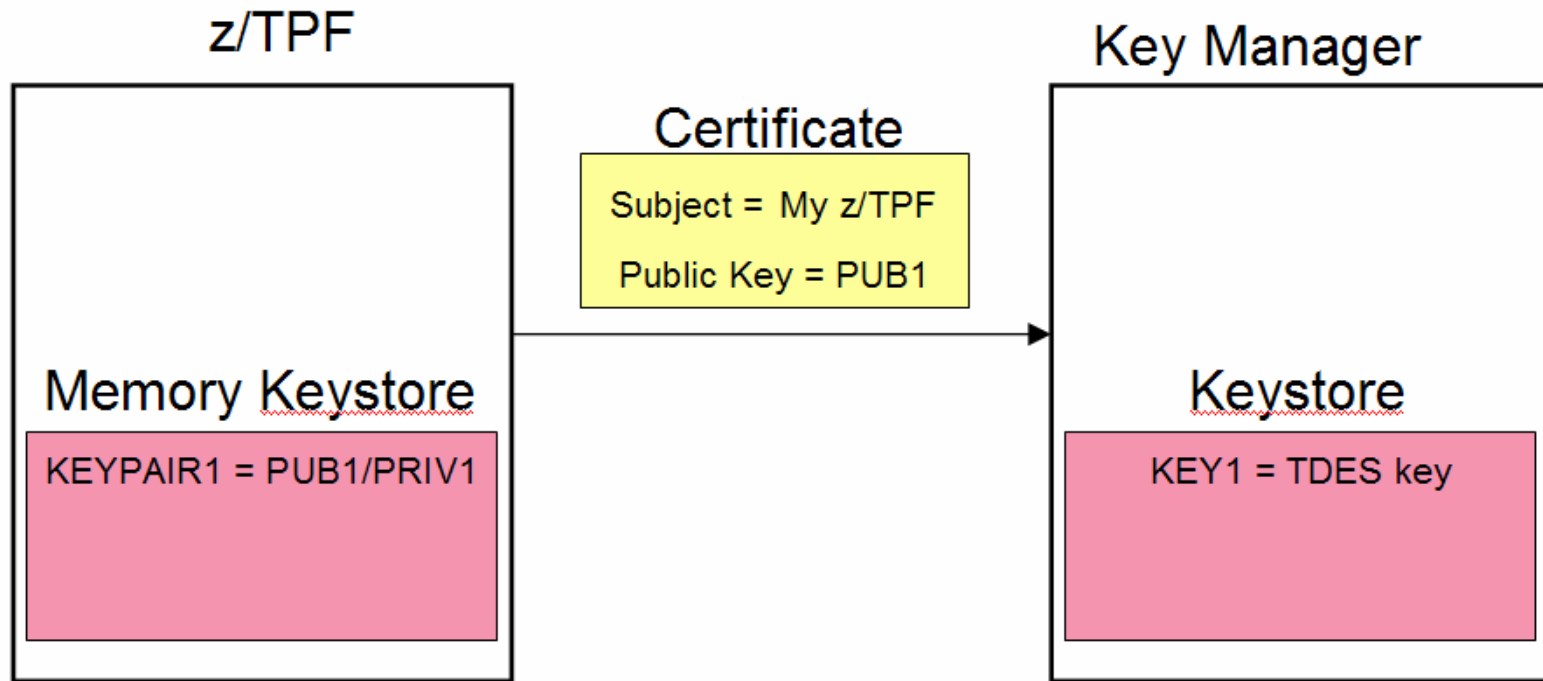 z/TPF
Key Manager
Certificate
Subject = My z/TPF
Public Key = PUB1
Memory Keystore
KEYPAIR1 = PUB1/PRIV1
Keystore
KEY1 = TDES key